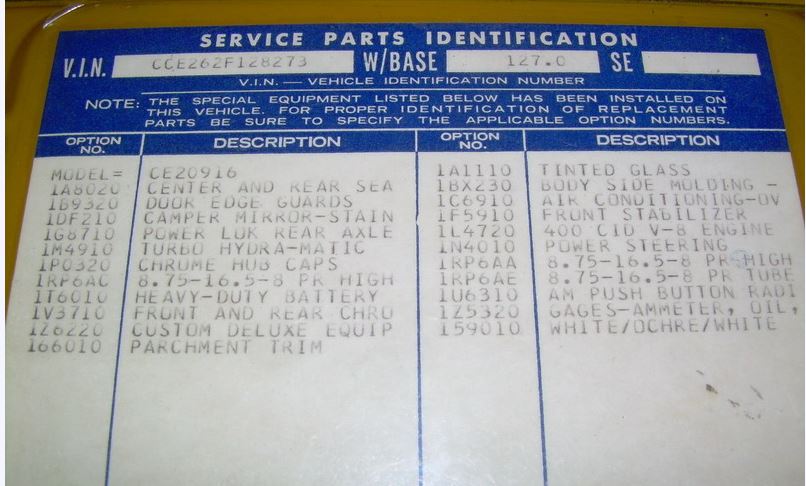 SERVICE PARTS IDENTIFICATION
V.I.N. CCE262F128273 W/BASE 127.0 SE
V.I.N. — VEHICLE IDENTIFICATION NUMBER
NOTE: THE SPECIAL EQUIPMENT LISTED BELOW HAS BEEN INSTALLED ON
THIS VEHICLE. FOR PROPER IDENTIFICATION OF REPLACEMENT
PARTS BE SURE TO SPECIFY THE APPLICABLE OPTION NUMBERS.
OPTION NO. DESCRIPTION OPTION NO. DESCRIPTION
MODEL= CE20916
1A8020 CENTER AND REAR SEA
1B9320 DOOR EDGE GUARDS
1DF210 CAMPER MIRROR-STAIN
1G8710 POWER LOK REAR AXLE
1M4910 TURBO HYDRA-MATIC
1P0320 CHROME HUB CAPS
1RP6AC 8.75-16.5-8 PR HIGH
1T6010 HEAVY-DUTY BATTERY
1V3710 FRONT AND REAR CHRO
1Z6220 CUSTOM DELUXE EQUIP
166010 PARCHMENT TRIM
1A1110 TINTED GLASS
1BX230 BODY SIDE MOLDING -
1C6910 AIR CONDITIONING-OV
1F5910 FRONT STABILIZER
1L4720 400 CID V-8 ENGINE
1N4010 POWER STEERING
1RP6AA 8.75-16.5-8 PR HIGH
1RP6AE 8.75-16.5-8 PR TUBE
1U6310 AM PUSH BUTTON RADI
1Z5320 GAGES-AMMETER, OIL,
159010 WHITE/OCHRE/WHITE